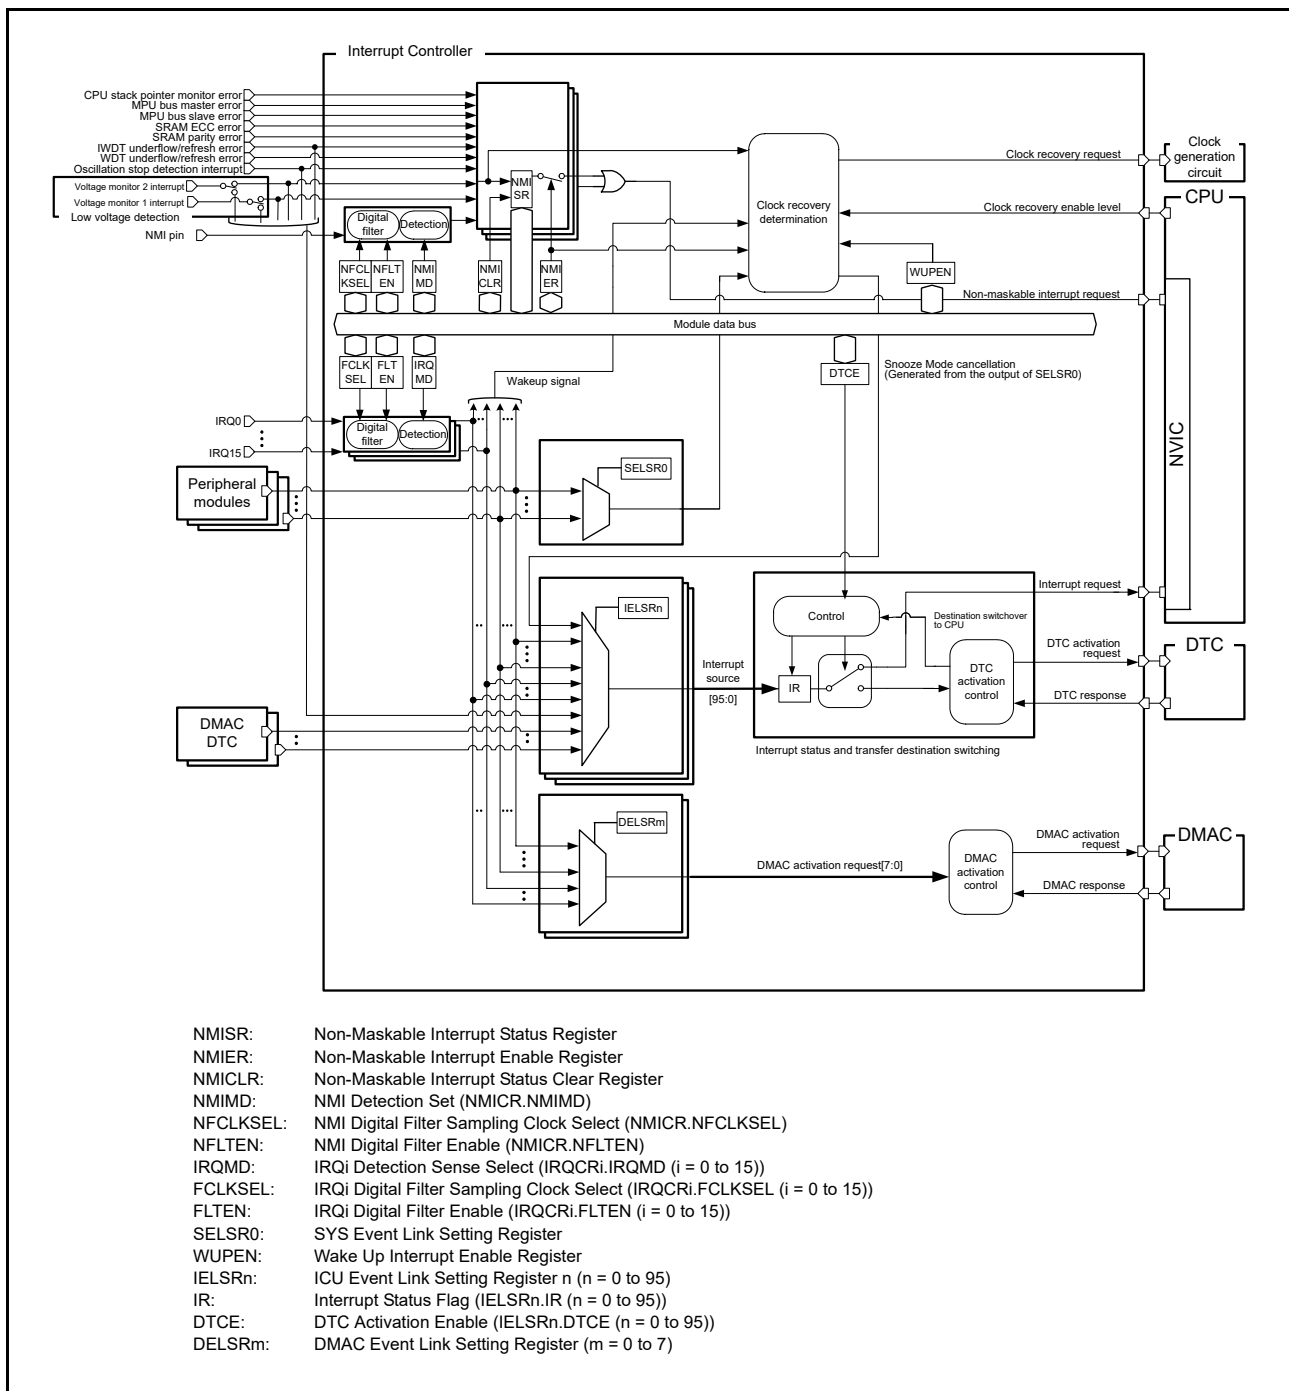 Interrupt Controller
CPU stack pointer monitor error
MPU bus master error
MPU bus slave error
SRAM ECC error
SRAM parity error
IWDT underflow/refresh error
WDT underflow/refresh error
Oscillation stop detection interrupt
Voltage monitor 2 interrupt
Voltage monitor 1 interrupt
Low voltage detection
NMI pin
Digital
filter
Detection
NMI
SR
NFCL
KSEL
NFLT
EN
NMI
MD
NMI
CLR
NMI
ER
Clock recovery
determination
WUPEN
Clock recovery request
Clock
generation
circuit
Clock recovery enable level
CPU
Non-maskable interrupt request
Module data bus
FCLK
SEL
FLT
EN
IRQ
MD
Wakeup signal
DTCE
Snooze Mode cancellation
(Generated from the output of SELSR0)
NVIC
IRQ0
IRQ15
Digital
filter
Detection
Peripheral
modules
SELSR0
IELSRn
Interrupt
source
[95:0]
Control
IR
Destination switchover
to CPU
DTC
activation
control
Interrupt request
DTC activation
request
DTC response
DTC
Interrupt status and transfer destination switching
DMAC
DTC
DELSRm
DMAC activation request[7:0]
DMAC
activation
control
DMAC activation
request
DMAC response
DMAC
NMISR: Non-Maskable Interrupt Status Register
NMIER: Non-Maskable Interrupt Enable Register
NMICLR: Non-Maskable Interrupt Status Clear Register
NMIMD: NMI Detection Set (NMICR.NMIMD)
NFCLKSEL: NMI Digital Filter Sampling Clock Select (NMICR.NFCLKSEL)
NFLTEN: NMI Digital Filter Enable (NMICR.NFLTEN)
IRQMD: IRQi Detection Sense Select (IRQCRi.IRQMD (i = 0 to 15))
FCLKSEL: IRQi Digital Filter Sampling Clock Select (IRQCRi.FCLKSEL (i = 0 to 15))
FLTEN: IRQi Digital Filter Enable (IRQCRi.FLTEN (i = 0 to 15))
SELSR0: SYS Event Link Setting Register
WUPEN: Wake Up Interrupt Enable Register
IELSRn: ICU Event Link Setting Register n (n = 0 to 95)
IR: Interrupt Status Flag (IELSRn.IR (n = 0 to 95))
DTCE: DTC Activation Enable (IELSRn.DTCE (n = 0 to 95))
DELSRm: DMAC Event Link Setting Register (m = 0 to 7)